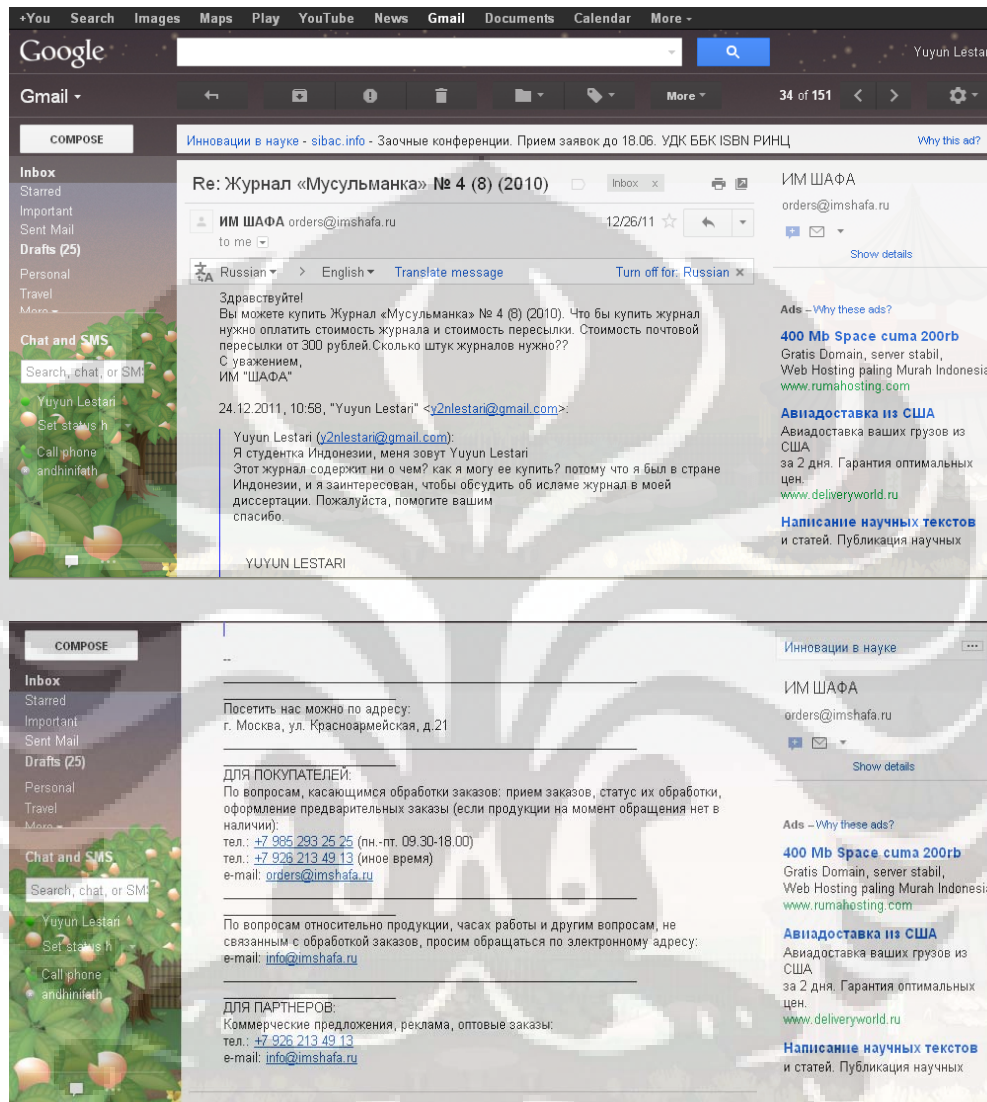 +You Search Images Maps Play YouTube News Gmail Documents Calendar More
Google
Yuyun Lestari
Gmail
More
34 of 151
COMPOSE
Инновации в науке - sibac.info - Заочные конференции. Прием заявок до 18.06. УДК ББК ISBN РИНЦ
Why this ad?
Inbox
Starred
Important
Sent Mail
Drafts (25)
Personal
Travel
More
Chat and SMS
Search, chat, or SMS
Yuyun Lestari
Set status h
Call phone
andhinifath
Re: Журнал «Мусульманка» № 4 (8) (2010)
Inbox x
ИМ ШАФА orders@imshafa.ru
12/26/11
to me
Russian > English Translate message
Turn off for: Russian ×
Здравствуйте!
Вы можете купить Журнал «Мусульманка» № 4 (8) (2010). Что бы купить журнал
нужно оплатить стоимость журнала и стоимость пересылки. Стоимость почтовой
пересылки от 300 рублей.Сколько штук журналов нужно??
С уважением,
ИМ "ШАФА"
24.12.2011, 10:58, "Yuyun Lestari" <y2nlestari@gmail.com>:
Yuyun Lestari (y2nlestari@gmail.com):
Я студентка Индонезии, меня зовут Yuyun Lestari
Этот журнал содержит ни о чем? как я могу ее купить? потому что я был в стране
Индонезии, и я заинтересован, чтобы обсудить об исламе журнал в моей
диссертации. Пожалуйста, помогите вашим
спасибо.
YUYUN LESTARI
ИМ ШАФА
orders@imshafa.ru
Show details
Ads – Why these ads?
400 Mb Space cuma 200rb
Gratis Domain, server stabil,
Web Hosting paling Murah Indonesia
www.rumahosting.com
Авиадоставка из США
Авиадоставка ваших грузов из
США
за 2 дня. Гарантия оптимальных
цен.
www.deliveryworld.ru
Написание научных текстов
и статей. Публикация научных
COMPOSE
Inbox
Starred
Important
Sent Mail
Drafts (25)
Personal
Travel
More
Chat and SMS
Search, chat, or SMS
Yuyun Lestari
Set status h
Call phone
andhinifath
--
Посетить нас можно по адресу:
г. Москва, ул. Красноармейская, д.21
ДЛЯ ПОКУПАТЕЛЕЙ:
По вопросам, касающимся обработки заказов: прием заказов, статус их обработки,
оформление предварительных заказы (если продукции на момент обращения нет в
наличии):
тел.: +7 985 293 25 25 (пн.-пт. 09.30-18.00)
тел.: +7 926 213 49 13 (иное время)
e-mail: orders@imshafa.ru
По вопросам относительно продукции, часах работы и другим вопросам, не
связанным с обработкой заказов, просим обращаться по электронному адресу:
e-mail: info@imshafa.ru
ДЛЯ ПАРТНЕРОВ:
Коммерческие предложения, реклама, оптовые заказы:
тел.: +7 926 213 49 13
e-mail: info@imshafa.ru
Инновации в науке
ИМ ШАФА
orders@imshafa.ru
Show details
Ads – Why these ads?
400 Mb Space cuma 200rb
Gratis Domain, server stabil,
Web Hosting paling Murah Indonesia
www.rumahosting.com
Авиадоставка из США
Авиадоставка ваших грузов из
США
за 2 дня. Гарантия оптимальных
цен.
www.deliveryworld.ru
Написание научных текстов
и статей. Публикация научных